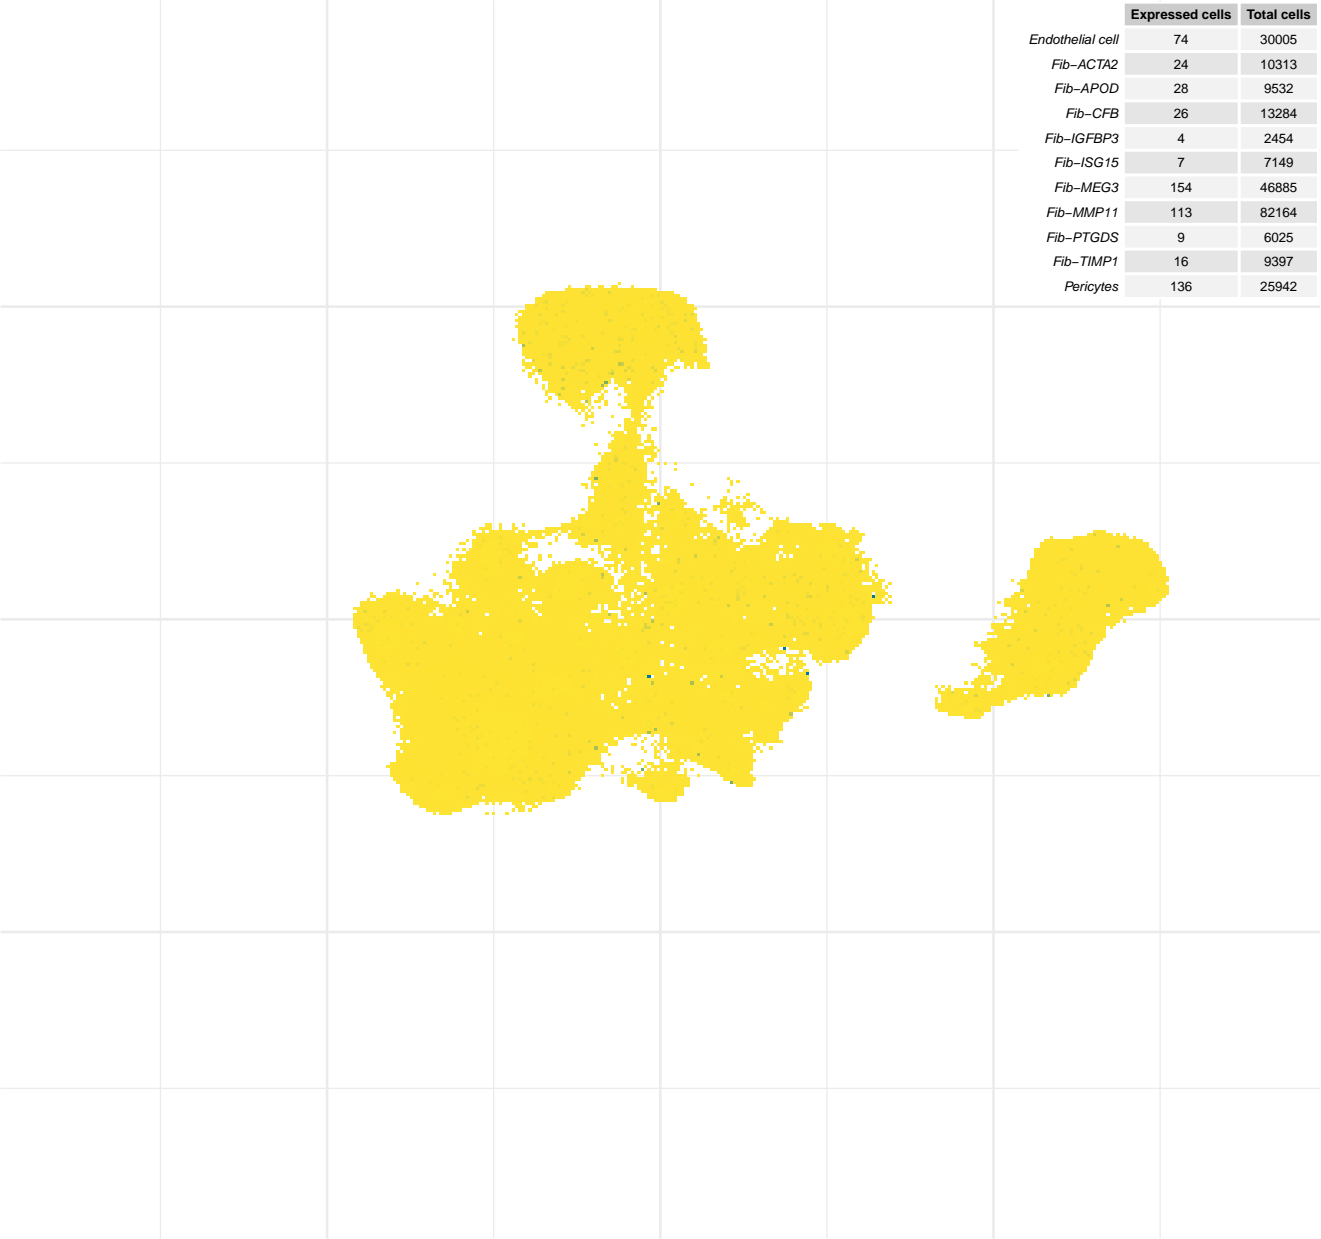 Expressed cells Total cells
Endothelial cell 74 30005
Fib−ACTA2 24 10313
Fib−APOD 28 9532
Fib−CFB 26 13284
Fib−IGFBP3 4 2454
Fib−ISG15 7 7149
Fib−MEG3 154 46885
Fib−MMP11 113 82164
Fib−PTGDS 9 6025
Fib−TIMP1 16 9397
Pericytes 136 25942